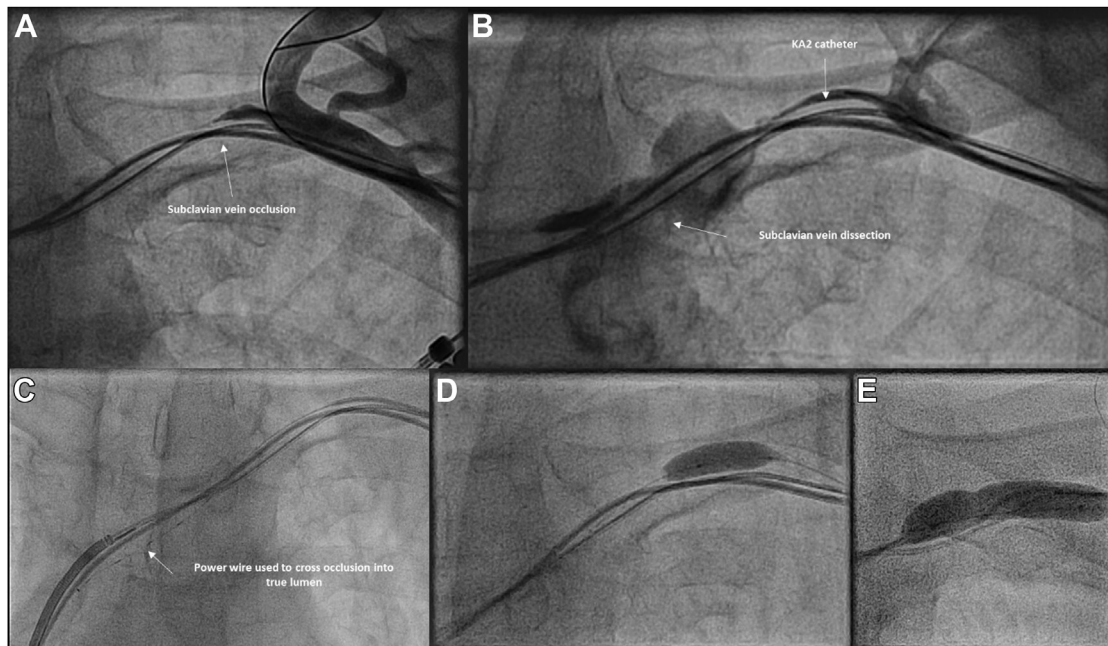 A
Subclavian vein occlusion
B
KA2 catheter
Subclavian vein dissection
C
Power wire used to cross occlusion into
true lumen
D
E